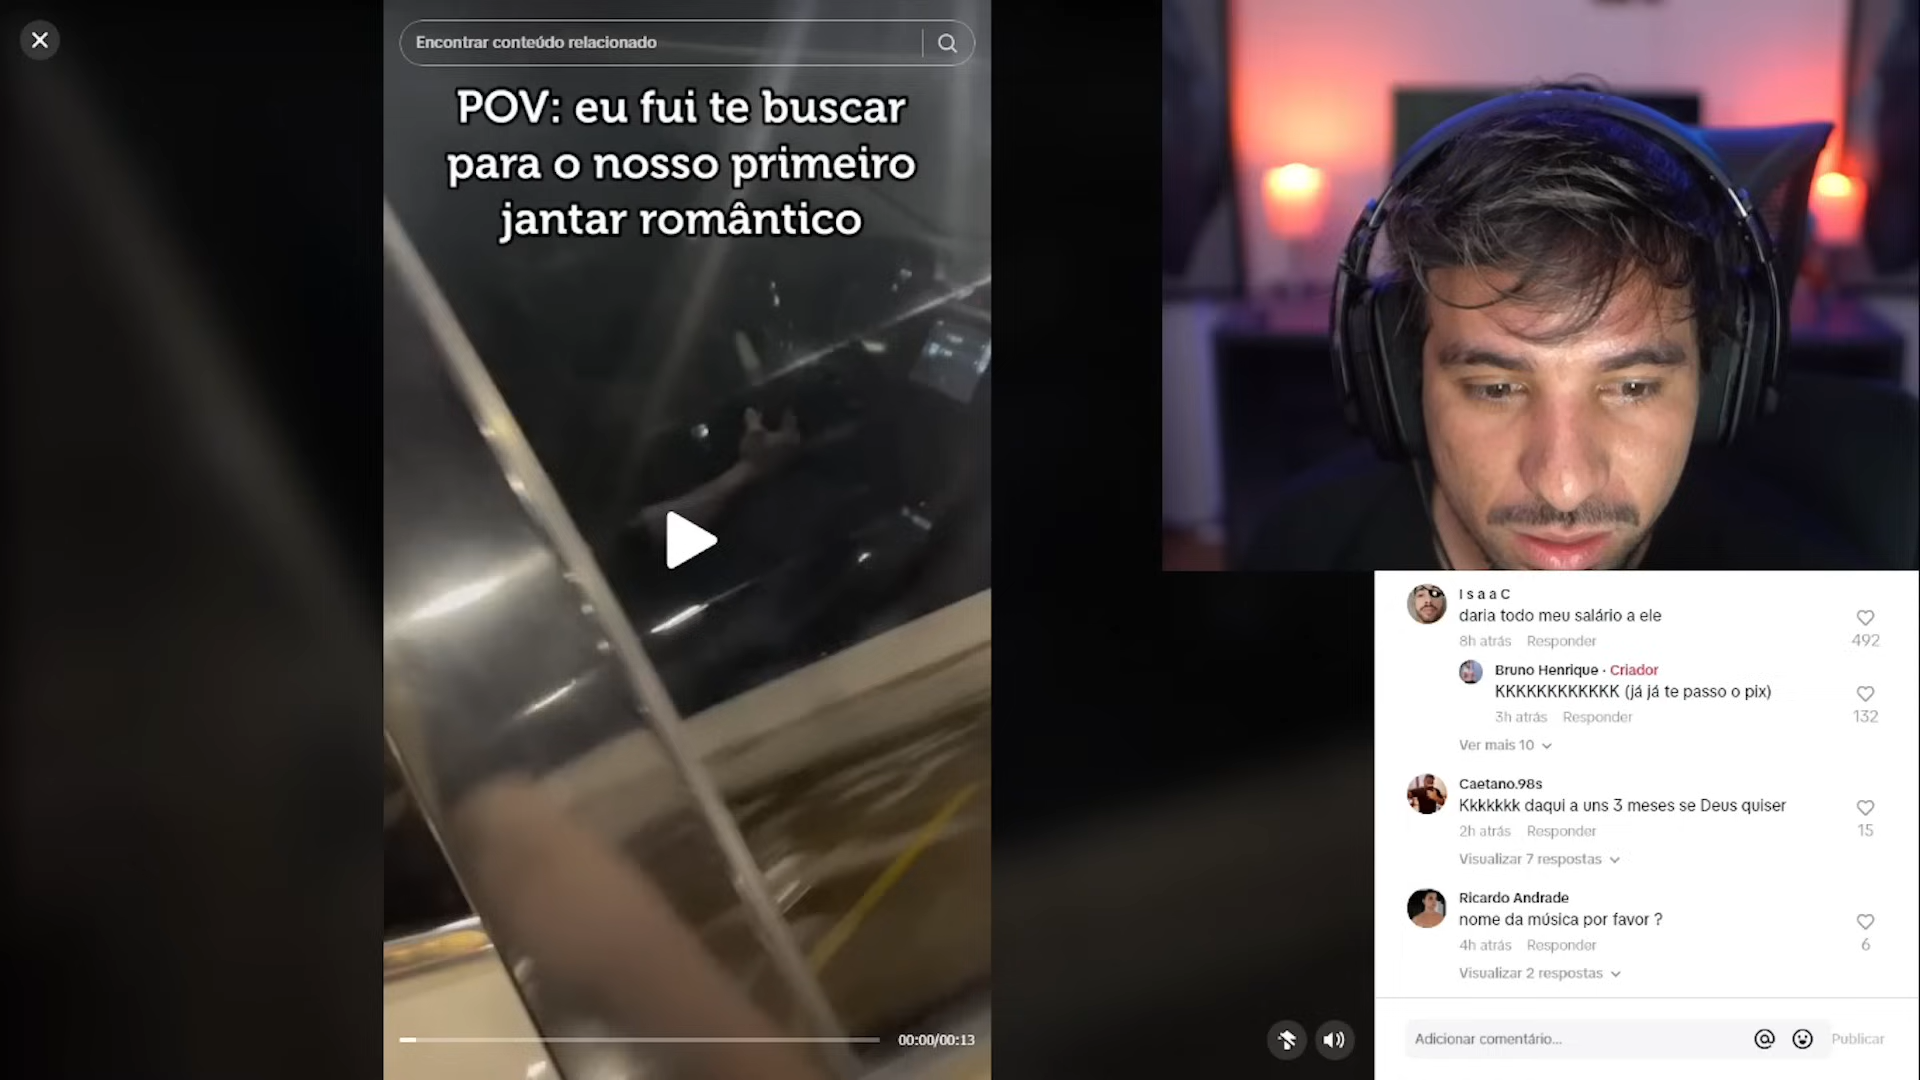 Encontrar conteúdo relacionado
POV: eu fui te buscar
para o nosso primeiro
jantar romântico
00:00/00:13
I s a a C
daria todo meu salário a ele
8h atrás Responder
492
Bruno Henrique · Criador
KKKKKKKKKKKK (já já te passo o pix)
3h atrás Responder
132
Ver mais 10
Caetano.98s
Kkkkkkk daqui a uns 3 meses se Deus quiser
2h atrás Responder
15
Visualizar 7 respostas
Ricardo Andrade
nome da música por favor ?
4h atrás Responder
6
Visualizar 2 respostas
Adicionar comentário...
Publicar